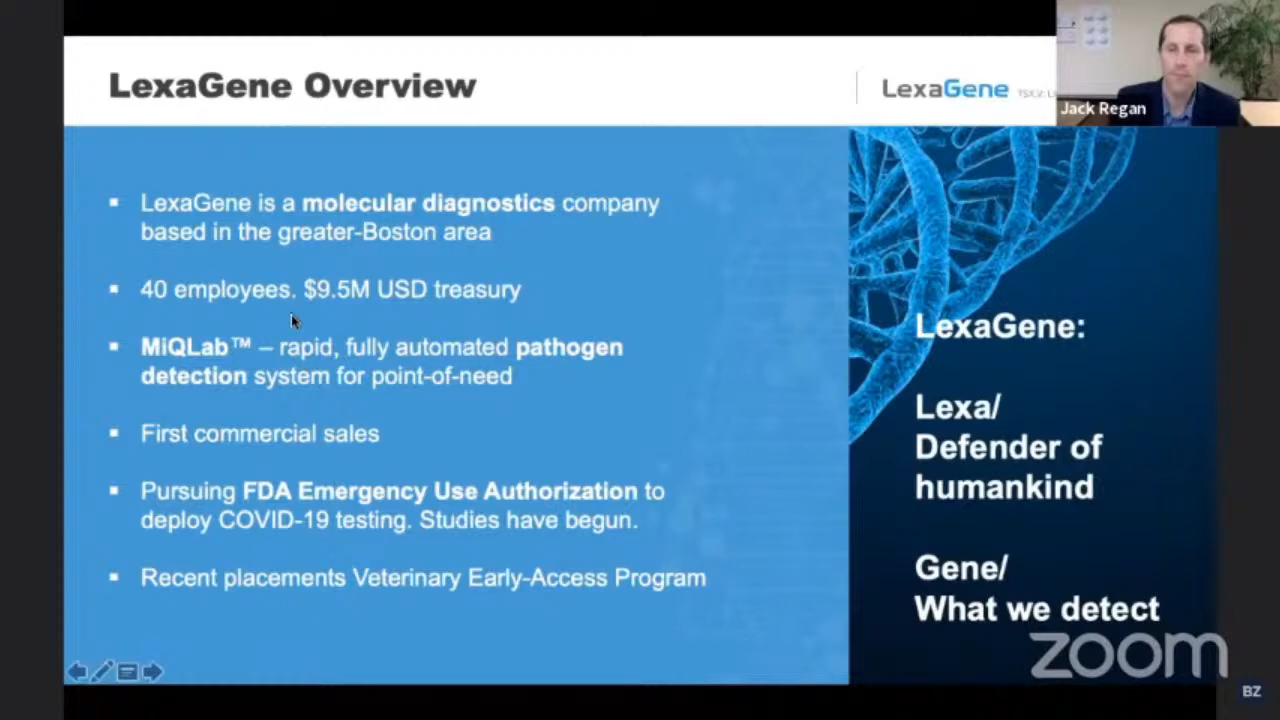 LexaGene Overview
LexaGene
TSX.V:
Jack Regan
▪ LexaGene is a molecular diagnostics company
based in the greater-Boston area
▪ 40 employees. $9.5M USD treasury
▪ MiQLab™ – rapid, fully automated pathogen
detection system for point-of-need
▪ First commercial sales
▪ Pursuing FDA Emergency Use Authorization to
deploy COVID-19 testing. Studies have begun.
▪ Recent placements Veterinary Early-Access Program
LexaGene:
Lexa/
Defender of
humankind
Gene/
What we detect
zoom
BZ